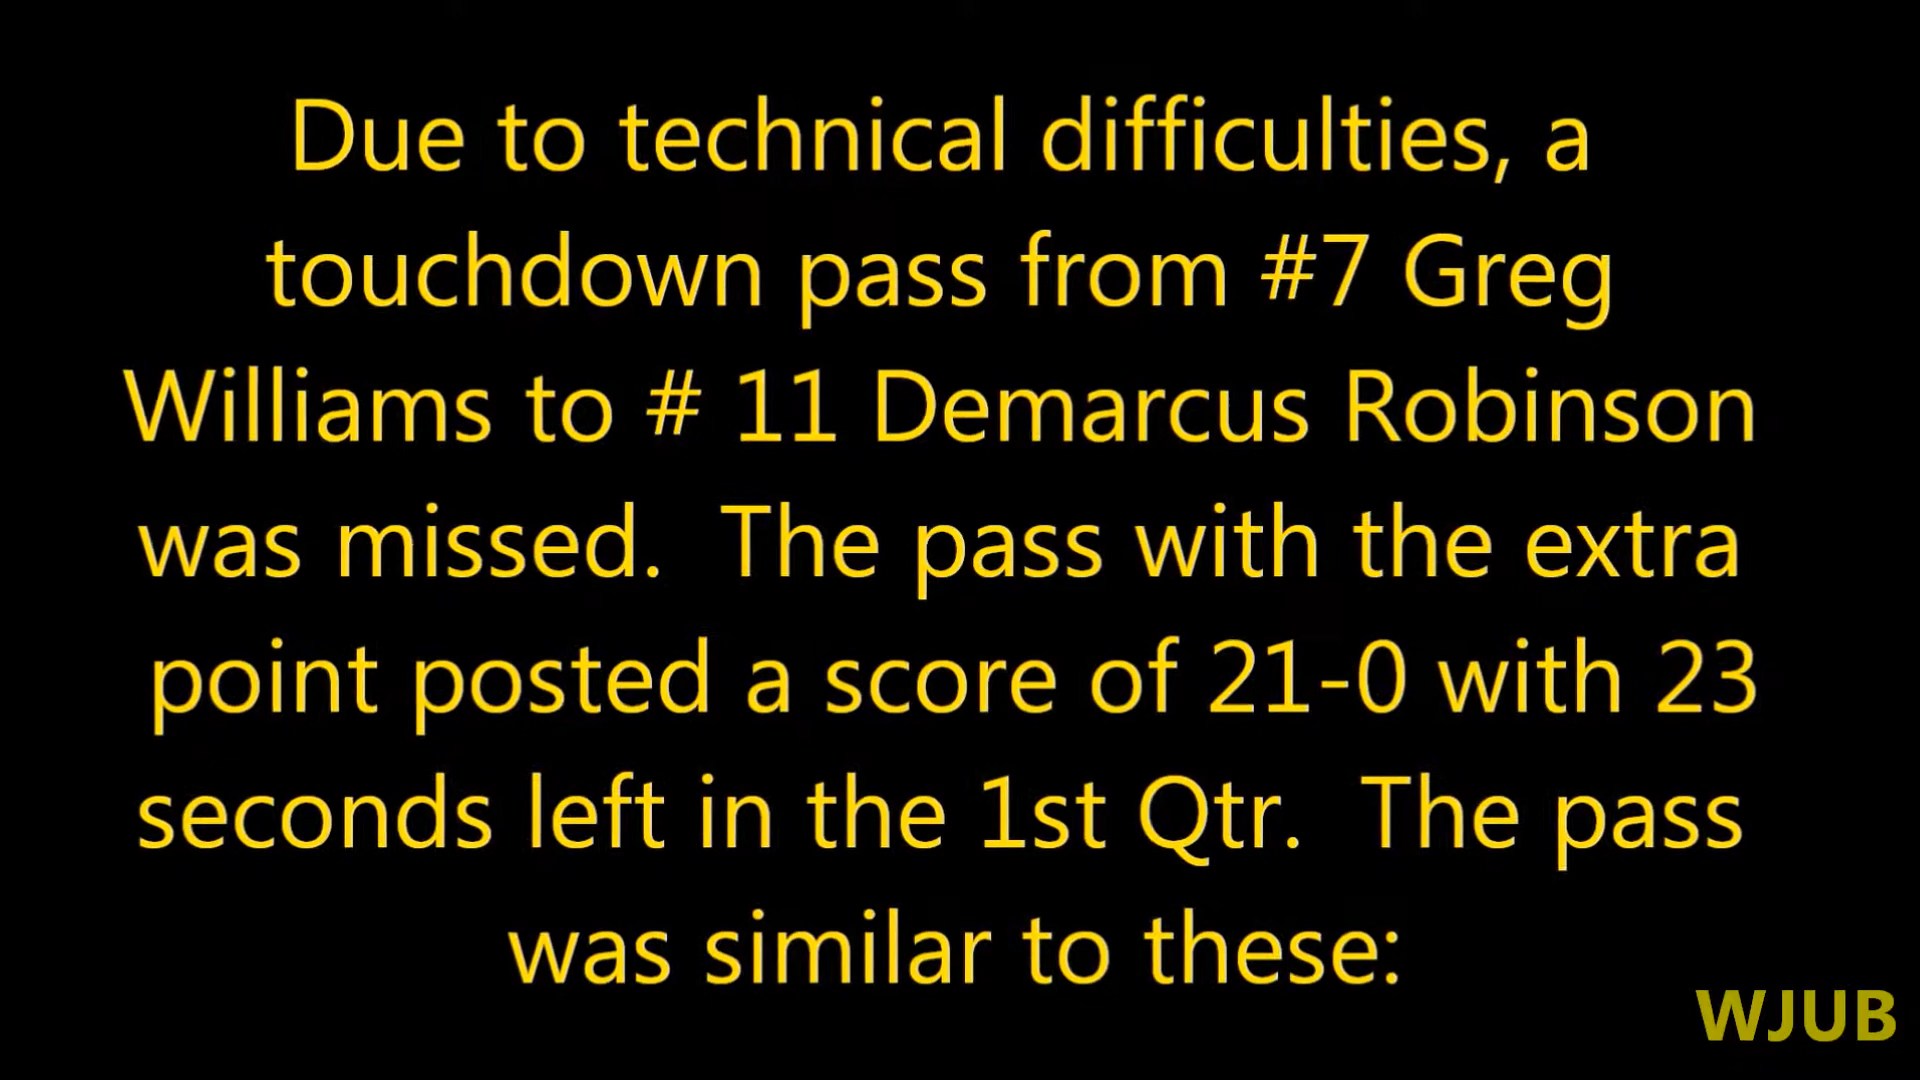 Due to technical difficulties, a
touchdown pass from #7 Greg
Williams to # 11 Demarcus Robinson
was missed.  The pass with the extra
point posted a score of 21-0 with 23
seconds left in the 1st Qtr.  The pass
was similar to these:
WJUB